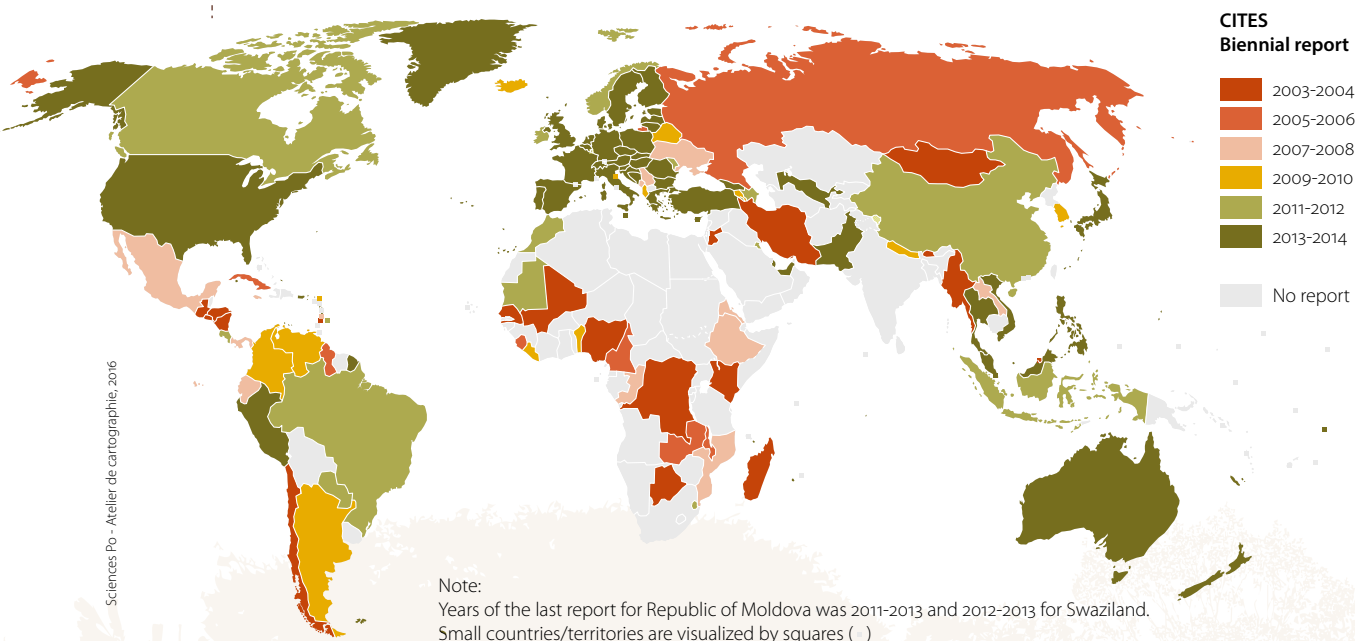 CITES
Biennial report
2003-2004
2005-2006
2007-2008
2009-2010
2011-2012
2013-2014
No report
Sciences Po - Atelier de cartographie, 2016
Note:
Years of the last report for Republic of Moldova was 2011-2013 and 2012-2013 for Swaziland.
Small countries/territories are visualized by squares ( )